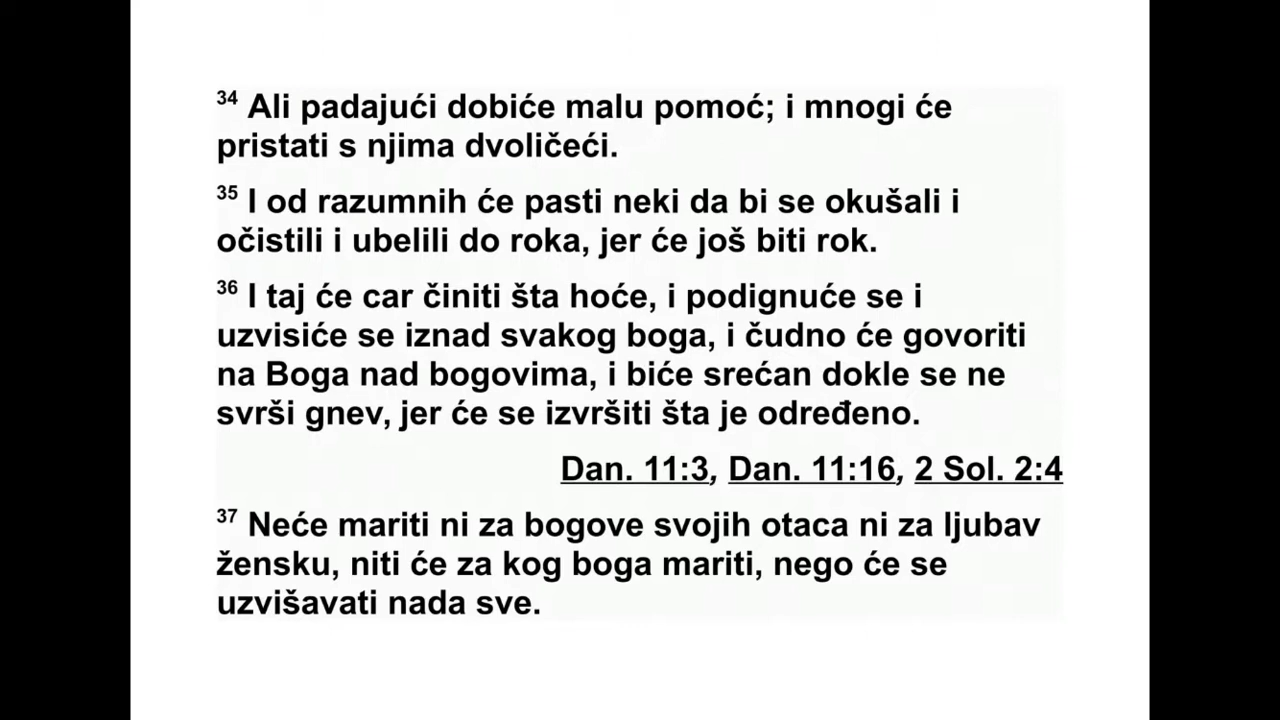 34 Ali padajući dobiće malu pomoć; i mnogi će
pristati s njima dvoličeći.
35 I od razumnih će pasti neki da bi se okušali i
očistili i ubelili do roka, jer će još biti rok.
36 I taj će car činiti šta hoće, i podignuće se i
uzvisiće se iznad svakog boga, i čudno će govoriti
na Boga nad bogovima, i biće srećan dokle se ne
svrši gnev, jer će se izvršiti šta je određeno.
Dan. 11:3, Dan. 11:16, 2 Sol. 2:4
37 Neće mariti ni za bogove svojih otaca ni za ljubav
žensku, niti će za kog boga mariti, nego će se
uzvišavati nada sve.